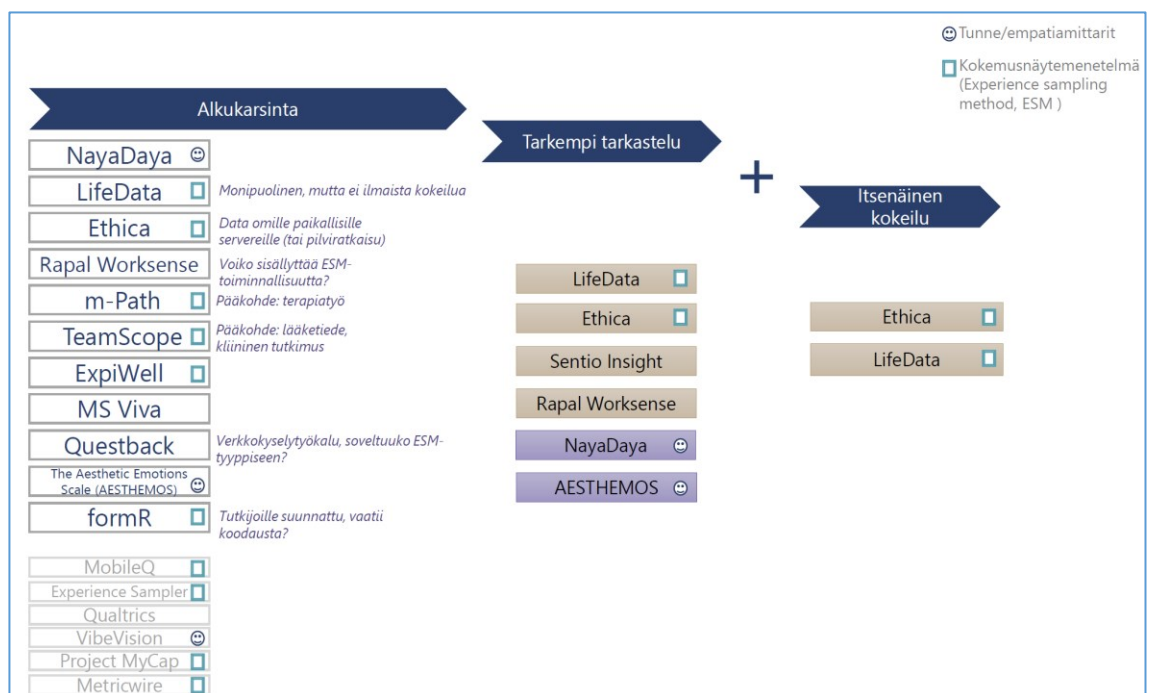 Tunne/empatiamittarit
Kokemusnäytemenetelmä
(Experience sampling
method, ESM )
Alkukarsinta
NayaDaya
LifeData
Monipuolinen, mutta ei ilmaista kokeilua
Ethica
Data omille paikallisille
servereille (tai pilviratkaisu)
Rapal Worksense
Voiko sisällyttää ESM-
toiminnallisuutta?
m-Path
Pääkohde: terapiatyö
TeamScope
Pääkohde: lääketiede,
kliininen tutkimus
ExpiWell
MS Viva
Questback
Verkkokyselytyökalu, soveltuuko ESM-
tyyppiseen?
The Aesthetic Emotions
Scale (AESTHEMOS)
formR
Tutkijoille suunnattu, vaatii
koodausta?
MobileQ
Experience Sampler
Qualtrics
VibeVision
Project MyCap
Metricwire
Tarkempi tarkastelu
LifeData
Ethica
Sentio Insight
Rapal Worksense
NayaDaya
AESTHEMOS
+
Itsenäinen
kokeilu
Ethica
LifeData